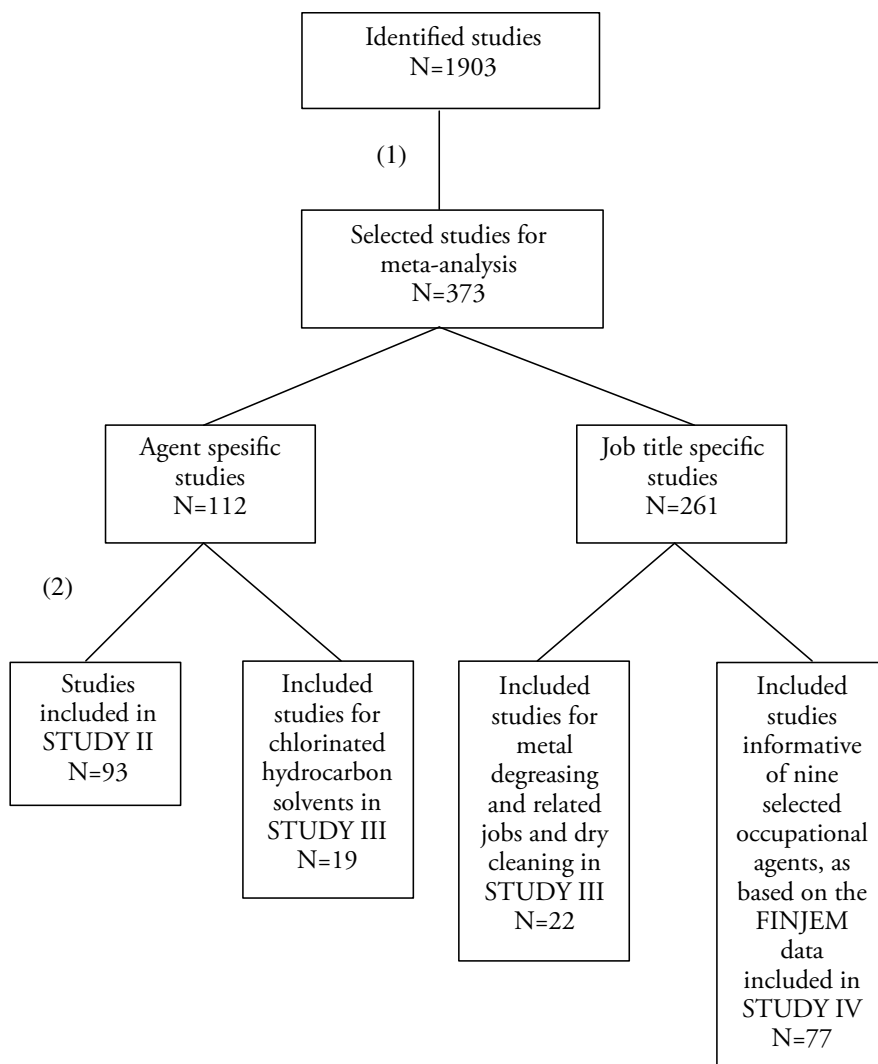 Identified studies
N=1903
(1)
Selected studies for
meta-analysis
N=373
Agent spesific
studies
N=112
Job title specific
studies
N=261
(2)
Studies
included in
STUDY II
N=93
Included
studies for
chlorinated
hydrocarbon
solvents in
STUDY III
N=19
Included
studies for
metal
degreasing
and related
jobs and dry
cleaning in
STUDY III
N=22
Included
studies
informative
of nine
selected
occupational
agents, as
based on the
FINJEM
data
included in
STUDY IV
N=77